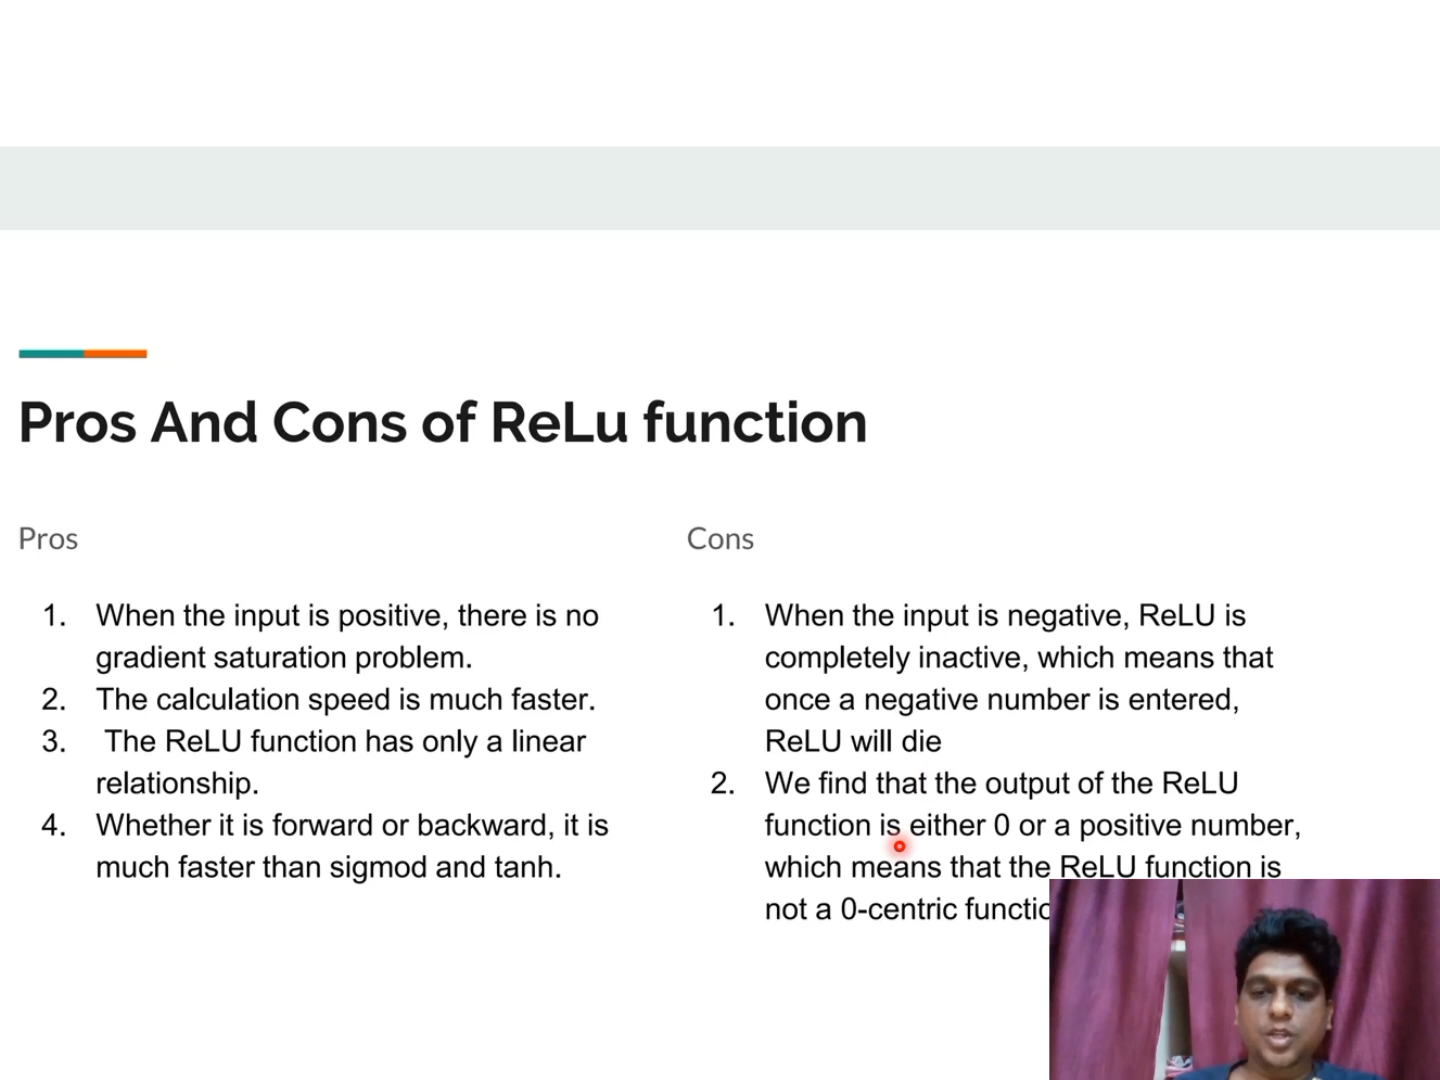 Pros And Cons of ReLu function
Pros
1. When the input is positive, there is no
gradient saturation problem.
2. The calculation speed is much faster.
3. The ReLU function has only a linear
relationship.
4. Whether it is forward or backward, it is
much faster than sigmod and tanh.
Cons
1. When the input is negative, ReLU is
completely inactive, which means that
once a negative number is entered,
ReLU will die
2. We find that the output of the ReLU
function is either 0 or a positive number,
which means that the ReLU function is
not a 0-centric